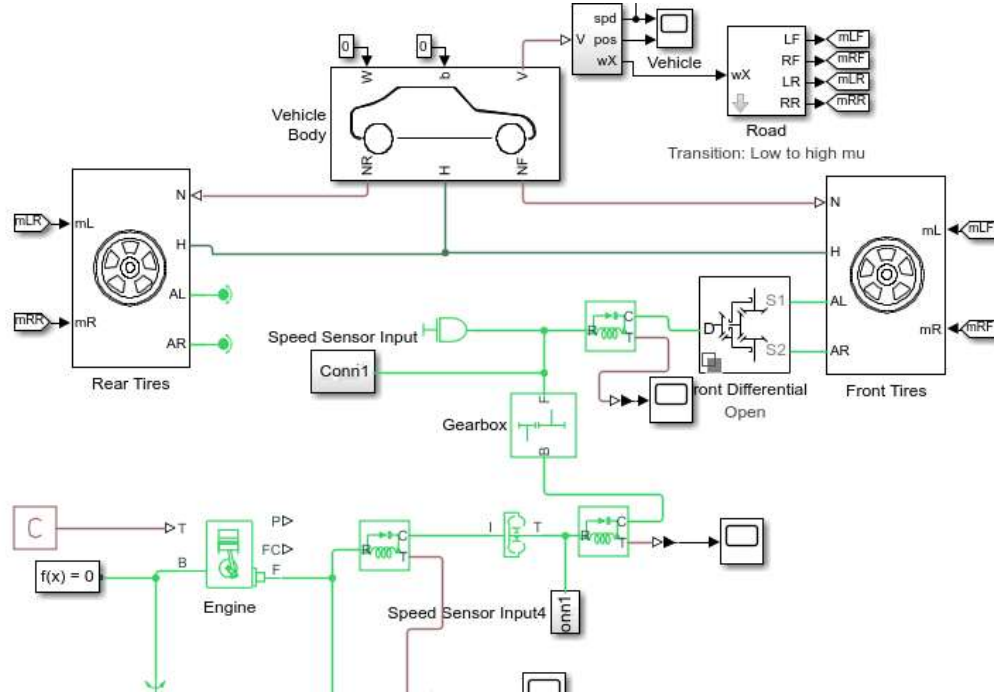 spd
V pos
wX
Vehicle
0
0
W
b
V
Vehicle
Body
NR
H
NF
wX
LF
RF
LR
RR
mLF
mRF
mLR
mRR
Road
Transition: Low to high mu
mLR
mRR
mL
mR
N
H
AL
AR
Rear Tires
N
H
AL
AR
mL
mR
mLF
mRF
Front Tires
Speed Sensor Input
Conn1
R
C
T
D
S1
S2
ront Differential
Open
Gearbox
F
B
C
T
P
FC
B
F
Engine
f(x) = 0
R
C
T
I
T
R
C
T
Speed Sensor Input4
onn1